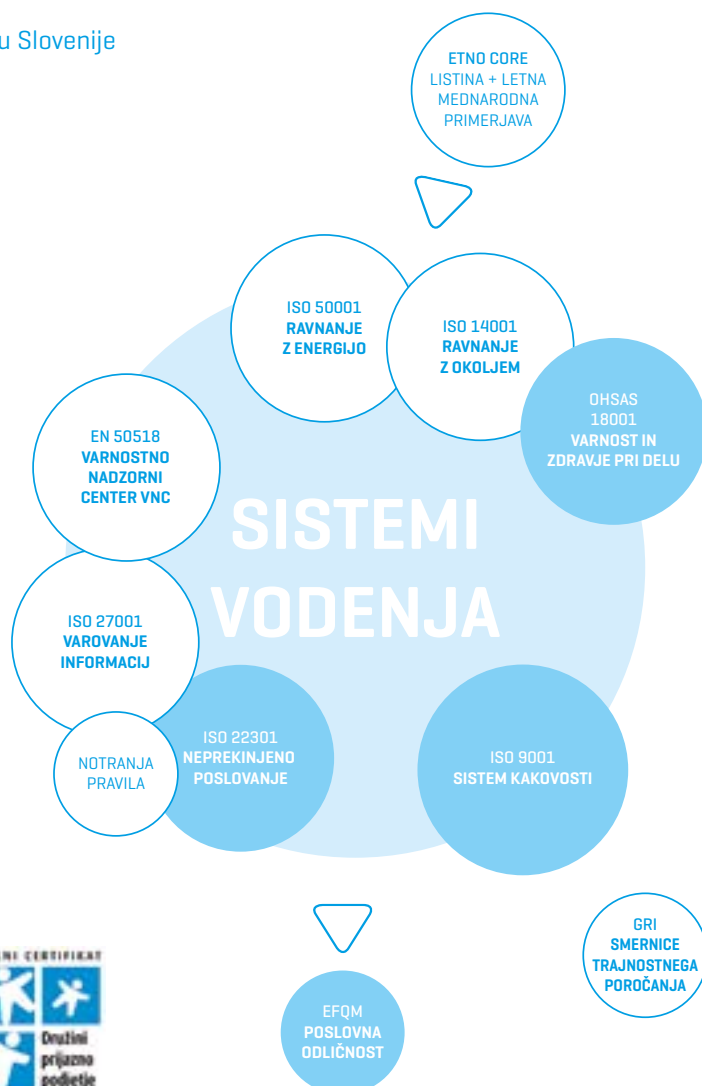 u Slovenije
ETNO CORE
LISTINA + LETNA
MEDNARODNA
PRIMERJAVA
ISO 50001
RAVNANJE
Z ENERGIJO
ISO 14001
RAVNANJE
Z OKOLJEM
OHSAS
18001
VARNOST IN
ZDRAVJE PRI DELU
EN 50518
VARNOSTNO
NADZORNI
CENTER VNC
SISTEMI
VODENJA
ISO 27001
VAROVANJE
INFORMACIJ
NOTRANJA
PRAVILA
ISO 22301
NEPREKINJENO
POSLOVANJE
ISO 9001
SISTEM KAKOVOSTI
GRI
SMERNICE
TRAJNOSTNEGA
POROČANJA
NI CERTIFIKAT
Družini
prijazno
podjetje
EFQM
POSLOVNA
ODLIČNOST